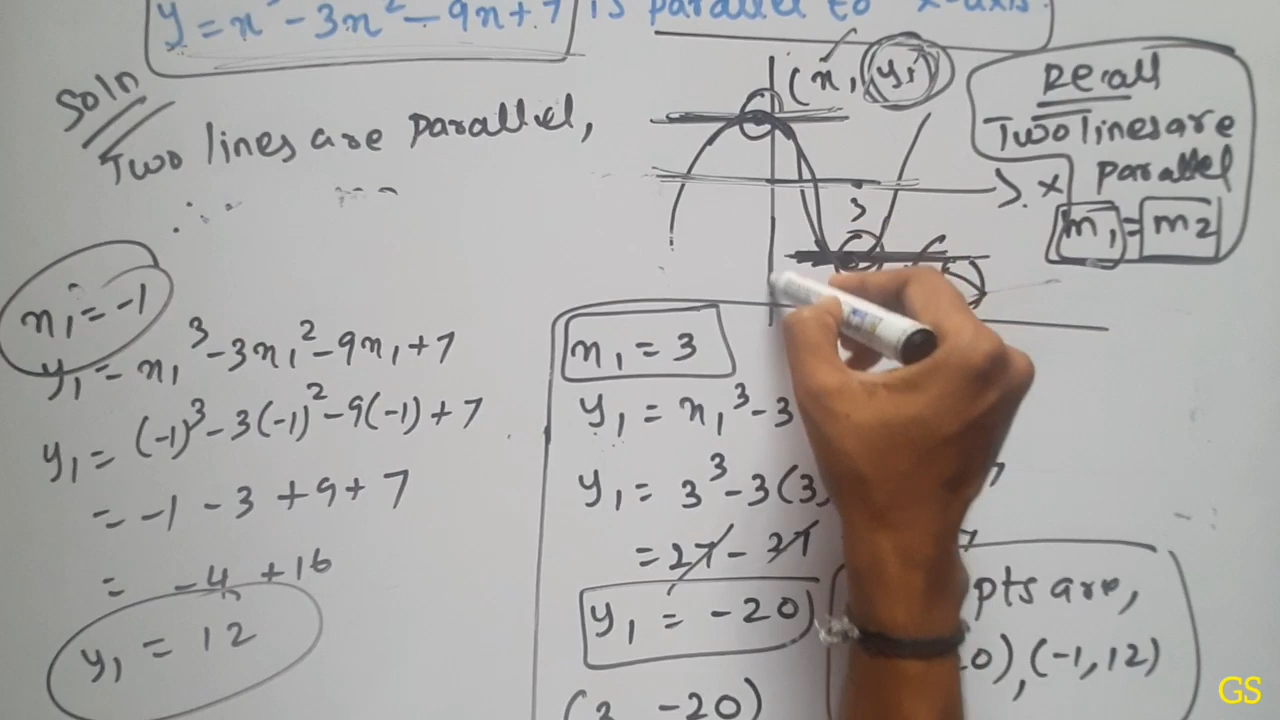 y = x³ - 3x² - 9x + 7 is parallel to x-axis.
Soln
Two lines are parallel,
(x₁, y₁)
Recall
Two lines are
parallel
m₁ = m₂
x
3
x₁ = -1
y₁ = x₁³ - 3x₁² - 9x₁ + 7
y₁ = (-1)³ - 3(-1)² - 9(-1) + 7
= -1 - 3 + 9 + 7
= -4 + 16
y₁ = 12
x₁ = 3
y₁ = x₁³ - 3
y₁ = 3³ - 3(3
= 27 - 27
y₁ = -20
(3, -20)
pts are,
0), (-1, 12)
GS